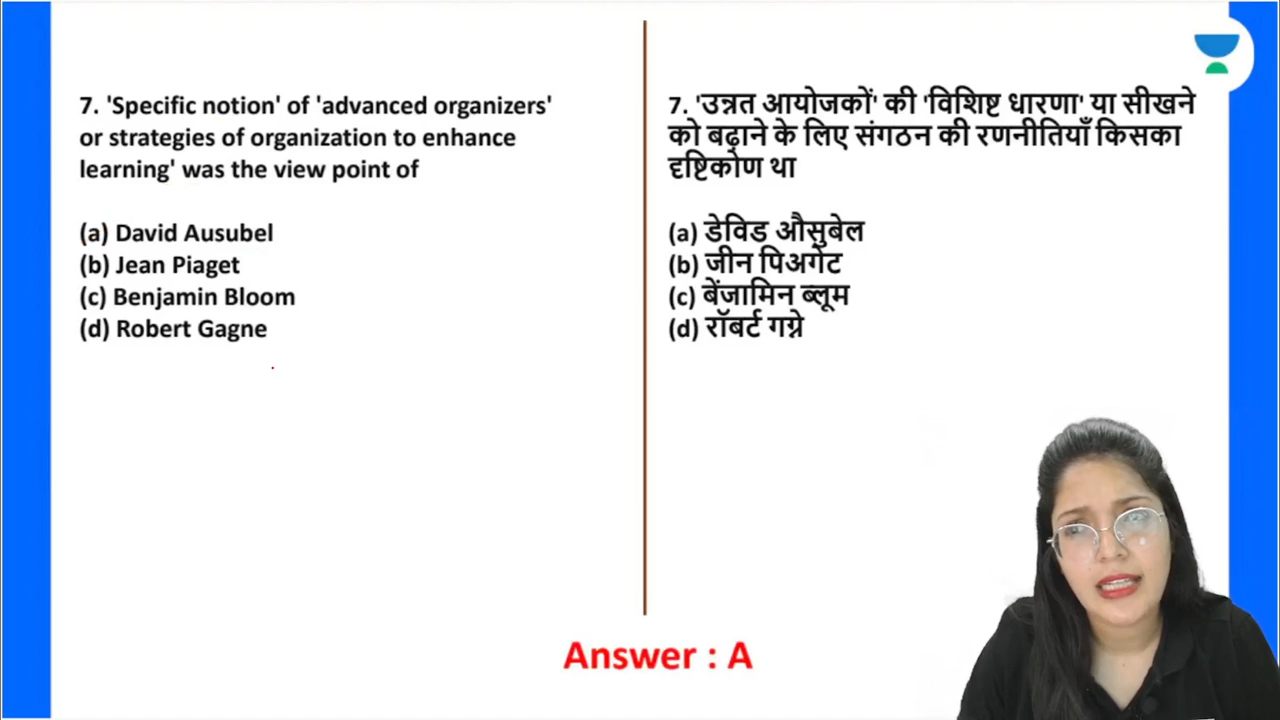 7. 'Specific notion' of 'advanced organizers'
or strategies of organization to enhance
learning' was the view point of
(a) David Ausubel
(b) Jean Piaget
(c) Benjamin Bloom
(d) Robert Gagne
7. 'उन्नत आयोजकों' की 'विशिष्ट धारणा' या सीखने
को बढ़ाने के लिए संगठन की रणनीतियाँ किसका
दृष्टिकोण था
(a) डेविड औसुबेल
(b) जीन पिअगेट
(c) बेंजामिन ब्लूम
(d) रॉबर्ट गग्ने
Answer : A